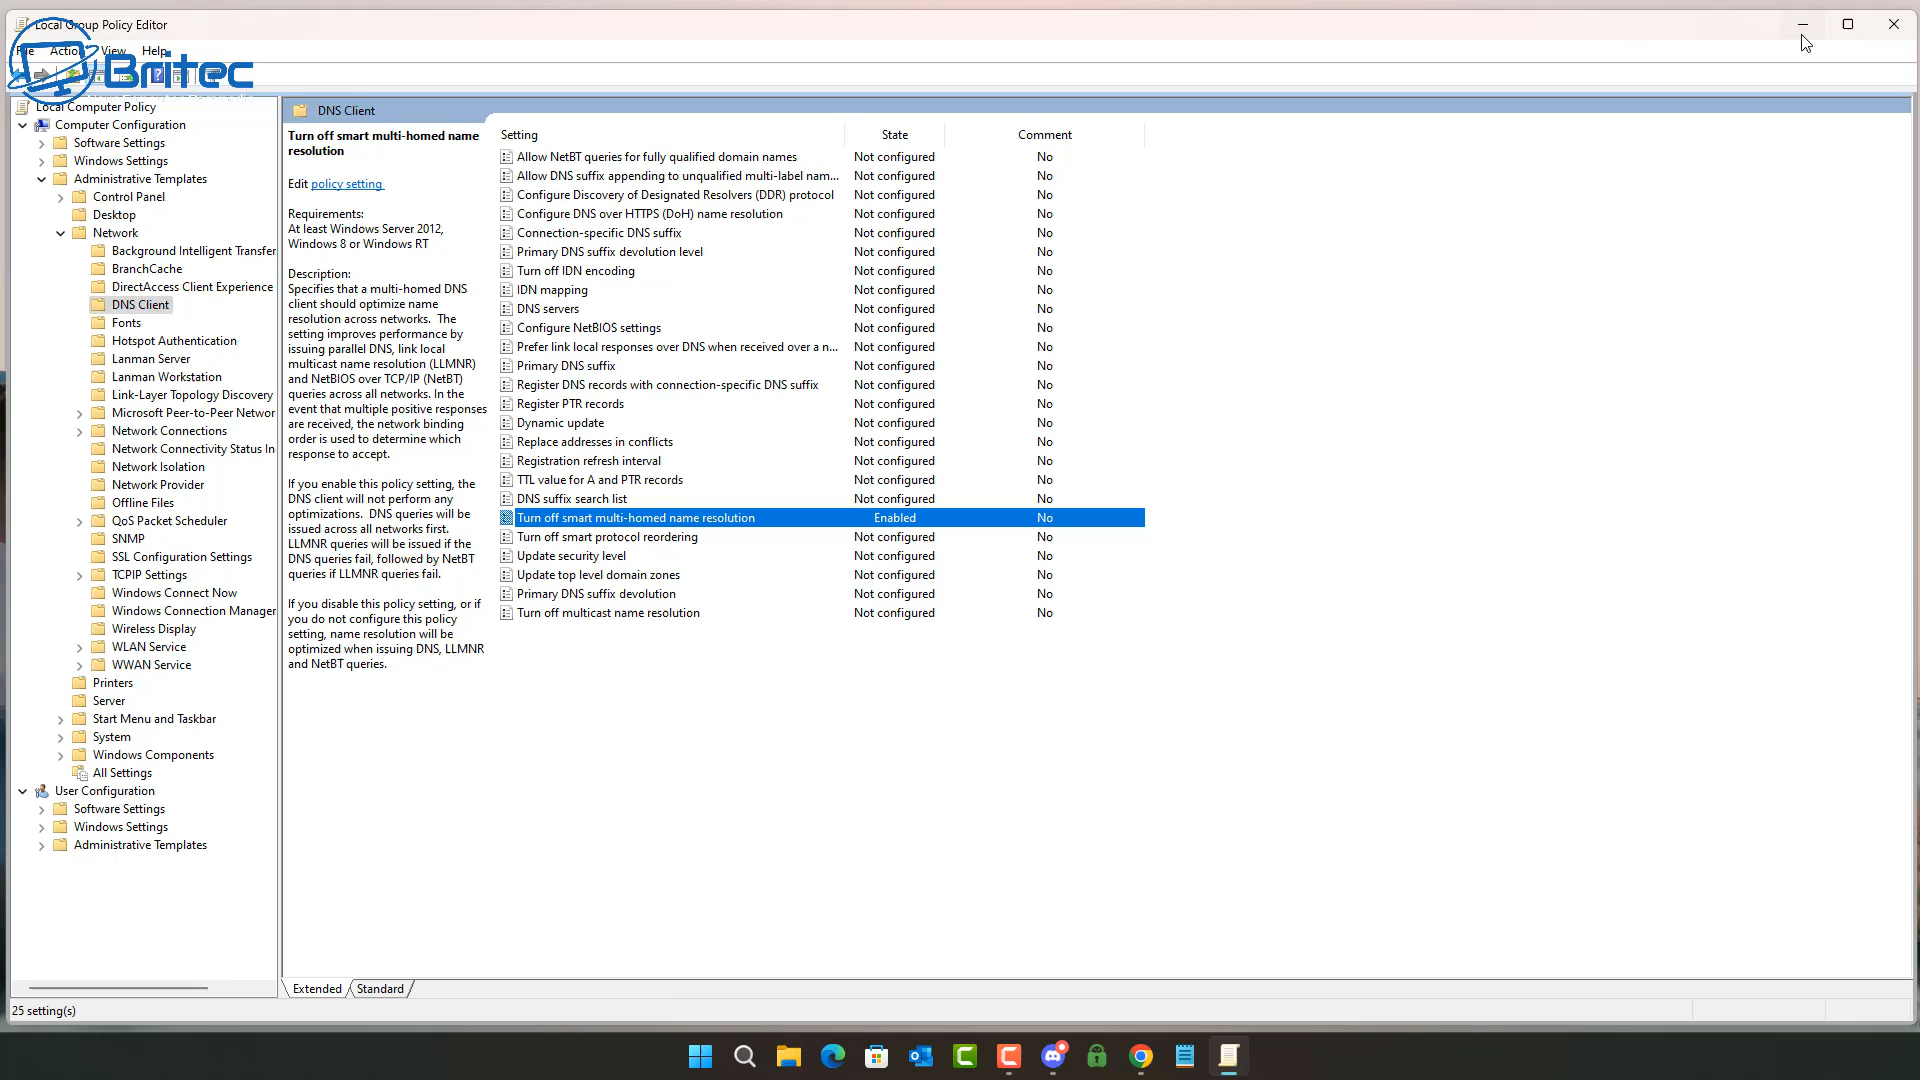 Local Group Policy Editor
Action View Help
Britec
Local Computer Policy
Computer Configuration
Software Settings
Windows Settings
Administrative Templates
Control Panel
Desktop
Network
Background Intelligent Transfer
BranchCache
DirectAccess Client Experience
DNS Client
Fonts
Hotspot Authentication
Lanman Server
Lanman Workstation
Link-Layer Topology Discovery
Microsoft Peer-to-Peer Networ
Network Connections
Network Connectivity Status In
Network Isolation
Network Provider
Offline Files
QoS Packet Scheduler
SNMP
SSL Configuration Settings
TCPIP Settings
Windows Connect Now
Windows Connection Manager
Wireless Display
WLAN Service
WWAN Service
Printers
Server
Start Menu and Taskbar
System
Windows Components
All Settings
User Configuration
Software Settings
Windows Settings
Administrative Templates
DNS Client
Turn off smart multi-homed name
resolution
Edit policy setting
Requirements:
At least Windows Server 2012,
Windows 8 or Windows RT
Description:
Specifies that a multi-homed DNS
client should optimize name
resolution across networks. The
setting improves performance by
issuing parallel DNS, link local
multicast name resolution (LLMNR)
and NetBIOS over TCP/IP (NetBT)
queries across all networks. In the
event that multiple positive responses
are received, the network binding
order is used to determine which
response to accept.
If you enable this policy setting, the
DNS client will not perform any
optimizations. DNS queries will be
issued across all networks first.
LLMNR queries will be issued if the
DNS queries fail, followed by NetBT
queries if LLMNR queries fail.
If you disable this policy setting, or if
you do not configure this policy
setting, name resolution will be
optimized when issuing DNS, LLMNR
and NetBT queries.
Setting State Comment
Allow NetBT queries for fully qualified domain names Not configured No
Allow DNS suffix appending to unqualified multi-label nam... Not configured No
Configure Discovery of Designated Resolvers (DDR) protocol Not configured No
Configure DNS over HTTPS (DoH) name resolution Not configured No
Connection-specific DNS suffix Not configured No
Primary DNS suffix devolution level Not configured No
Turn off IDN encoding Not configured No
IDN mapping Not configured No
DNS servers Not configured No
Configure NetBIOS settings Not configured No
Prefer link local responses over DNS when received over a n... Not configured No
Primary DNS suffix Not configured No
Register DNS records with connection-specific DNS suffix Not configured No
Register PTR records Not configured No
Dynamic update Not configured No
Replace addresses in conflicts Not configured No
Registration refresh interval Not configured No
TTL value for A and PTR records Not configured No
DNS suffix search list Not configured No
Turn off smart multi-homed name resolution Enabled No
Turn off smart protocol reordering Not configured No
Update security level Not configured No
Update top level domain zones Not configured No
Primary DNS suffix devolution Not configured No
Turn off multicast name resolution Not configured No
Extended Standard
25 setting(s)